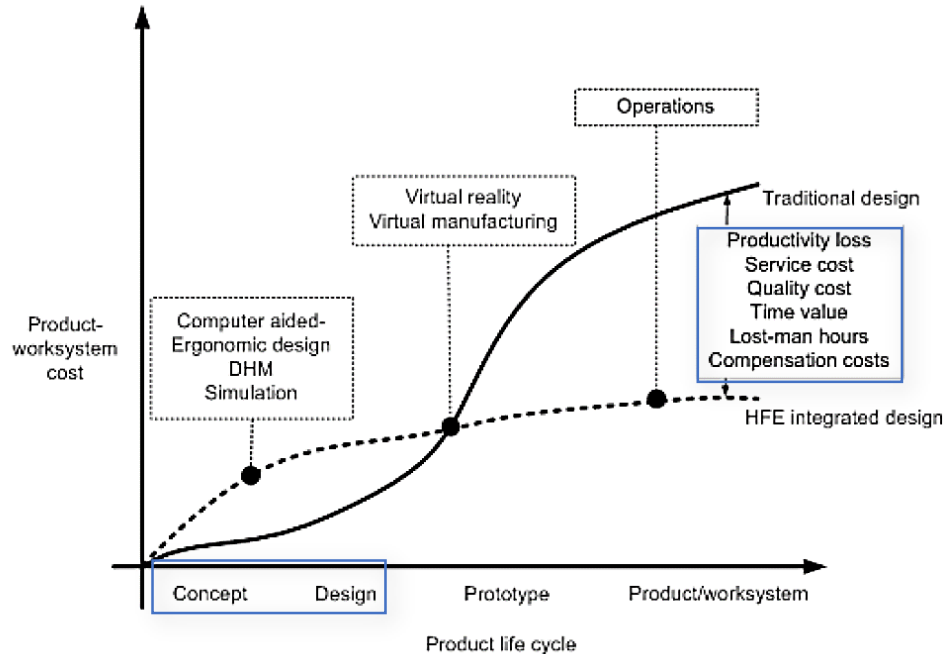 Operations
Virtual reality
Virtual manufacturing
Traditional design
Productivity loss
Service cost
Quality cost
Time value
Lost-man hours
Compensation costs
Computer aided-
Ergonomic design
DHM
Simulation
Product-
worksystem
cost
HFE integrated design
Concept
Design
Prototype
Product/worksystem
Product life cycle